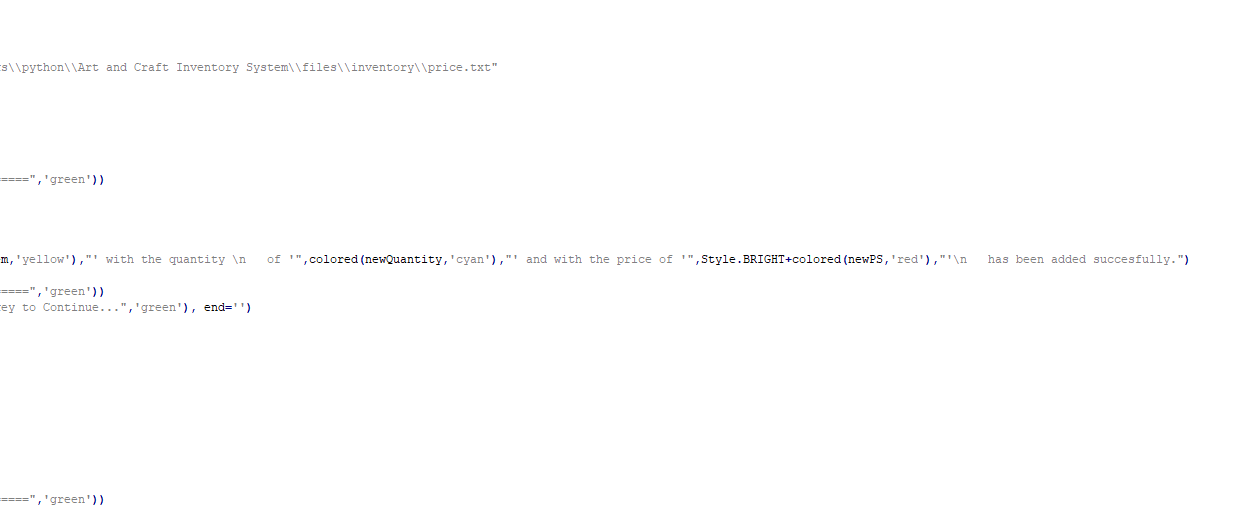 s\\python\\Art and Craft Inventory System\\files\\inventory\\price.txt"
====",'green'))
m,'yellow'),"' with the quantity \n   of '",colored(newQuantity,'cyan'),"' and with the price of '",Style.BRIGHT+colored(newPS,'red'),"'\n   has been added succesfully.")
====",'green'))
ey to Continue...",'green'), end='')
====",'green'))